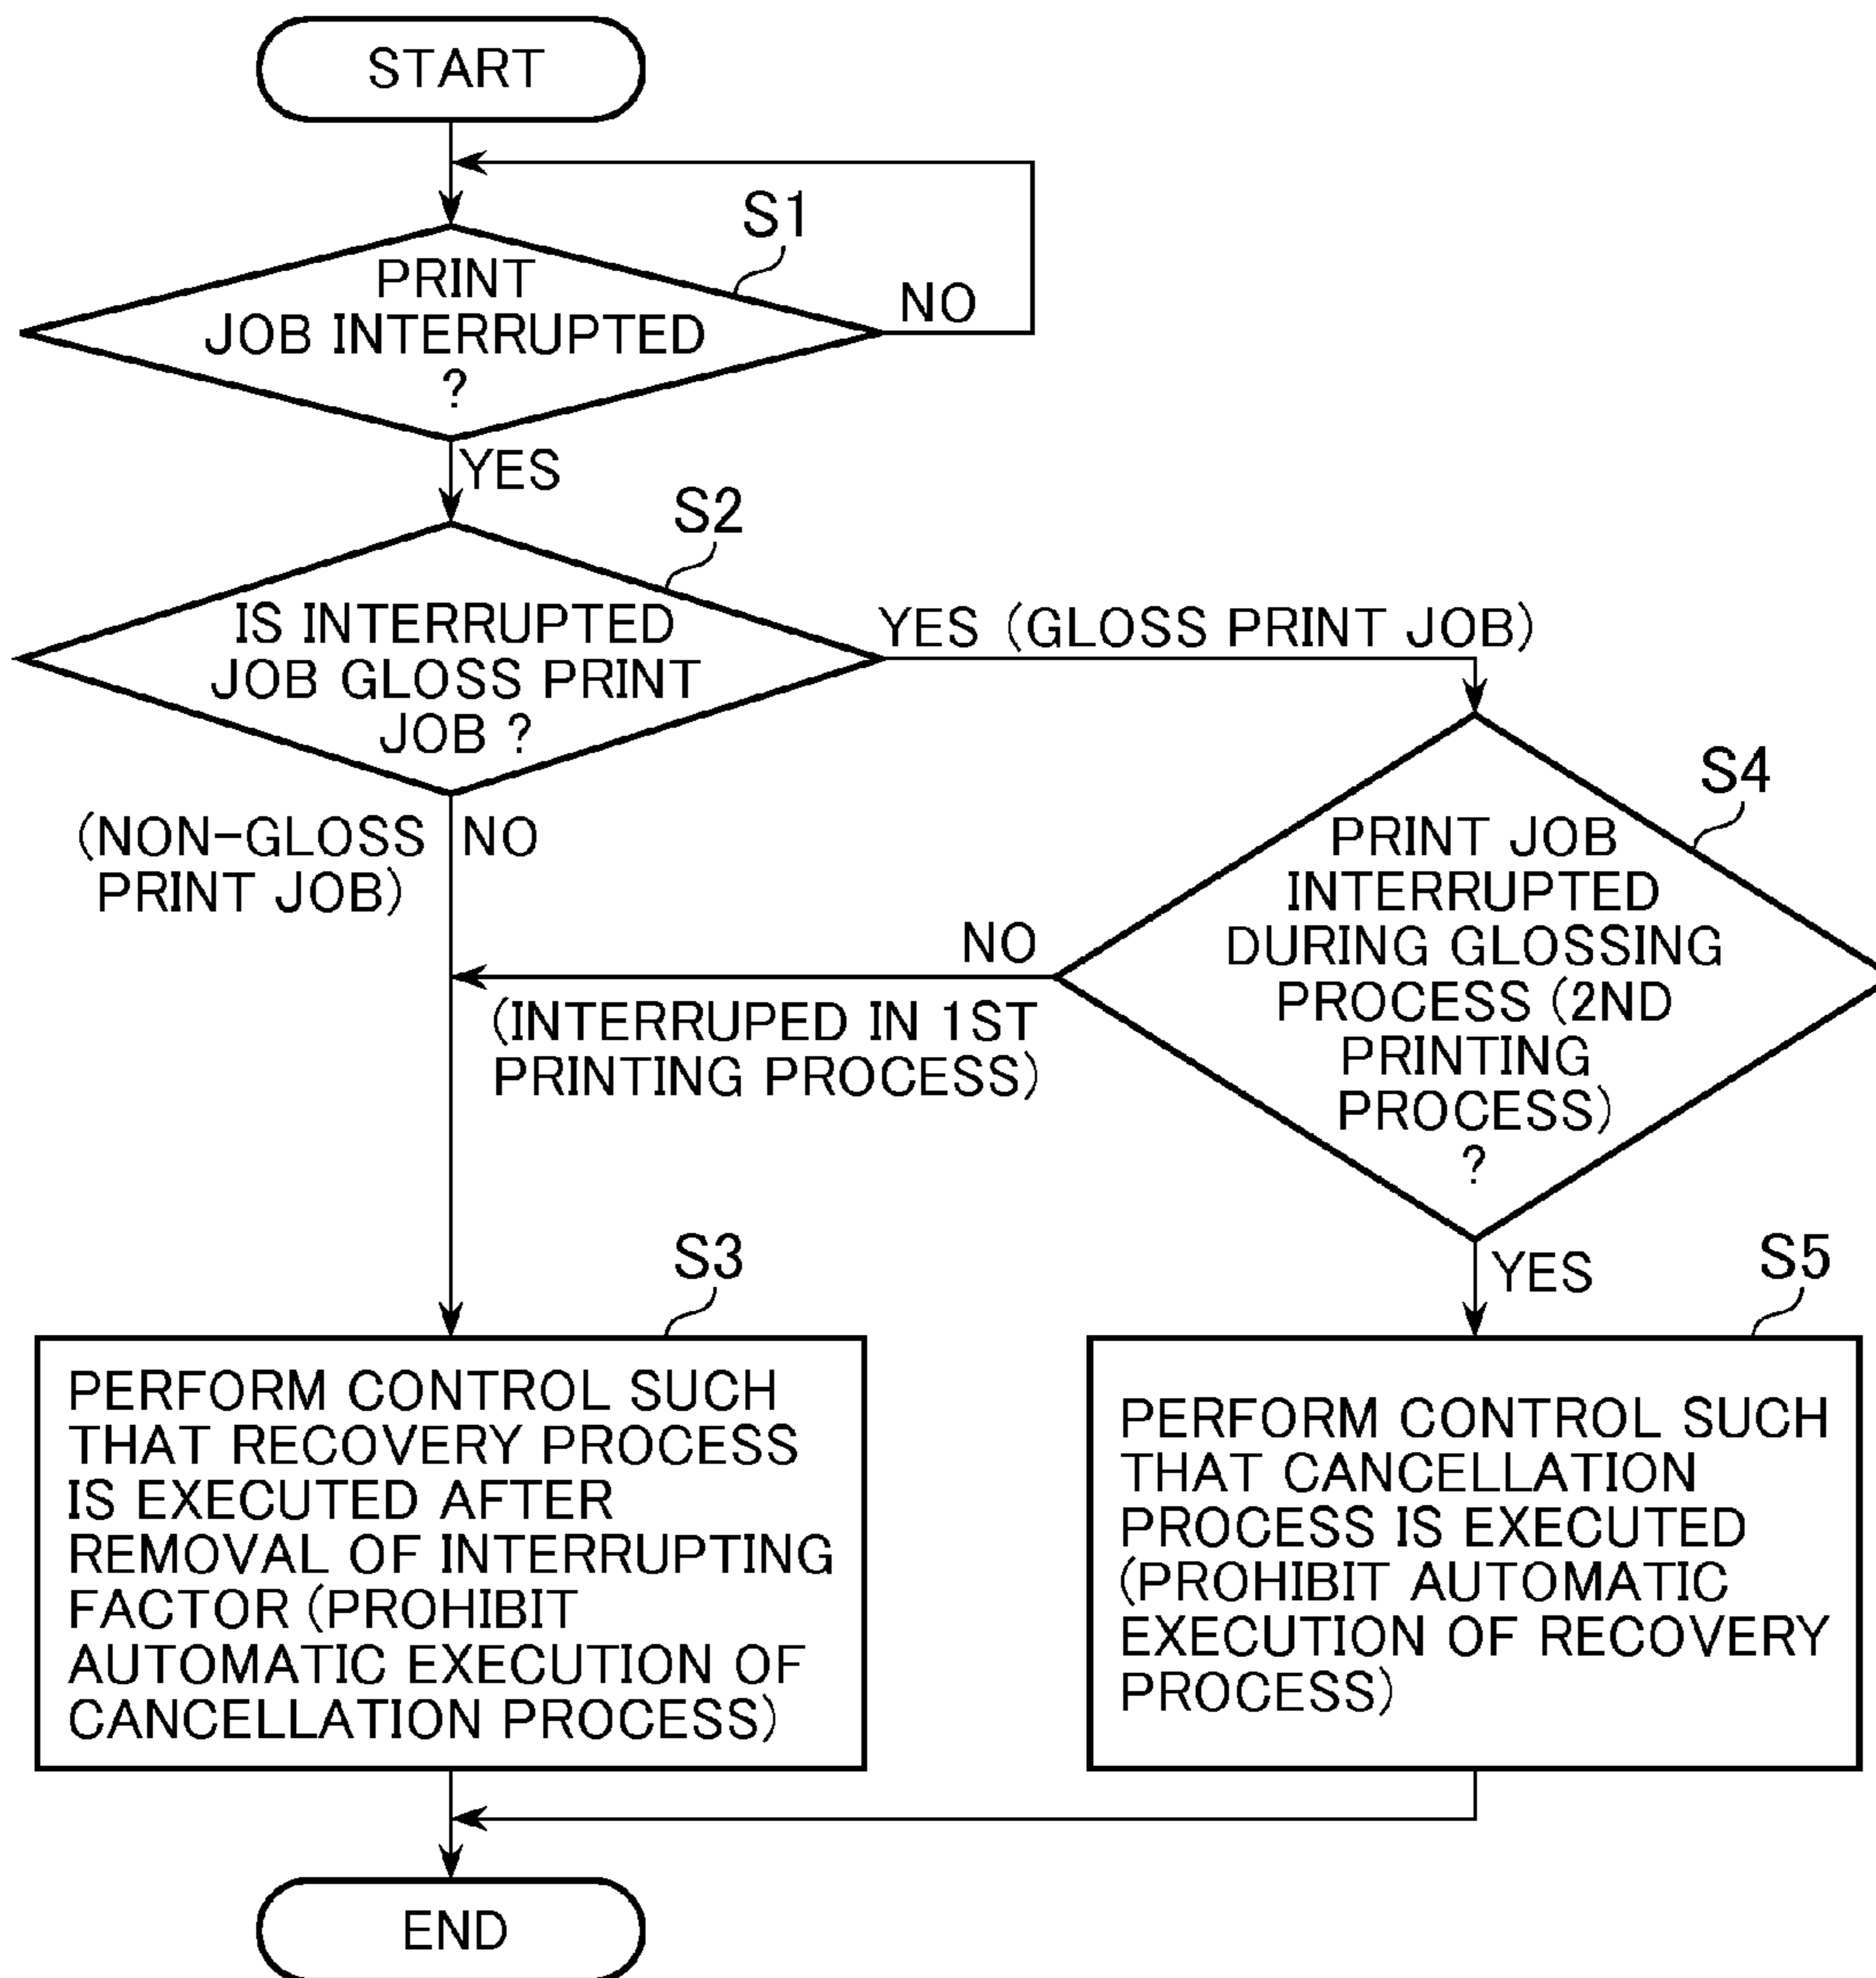 START
S1
PRINT
JOB INTERRUPTED
?
NO
YES
S2
IS INTERRUPTED
JOB GLOSS PRINT
JOB ?
YES (GLOSS PRINT JOB)
(NON-GLOSS
PRINT JOB)
NO
S4
PRINT JOB
INTERRUPTED
DURING GLOSSING
PROCESS (2ND
PRINTING
PROCESS)
?
NO
(INTERRUPED IN 1ST
PRINTING PROCESS)
YES
S3
PERFORM CONTROL SUCH
THAT RECOVERY PROCESS
IS EXECUTED AFTER
REMOVAL OF INTERRUPTING
FACTOR (PROHIBIT
AUTOMATIC EXECUTION OF
CANCELLATION PROCESS)
S5
PERFORM CONTROL SUCH
THAT CANCELLATION
PROCESS IS EXECUTED
(PROHIBIT AUTOMATIC
EXECUTION OF RECOVERY
PROCESS)
END